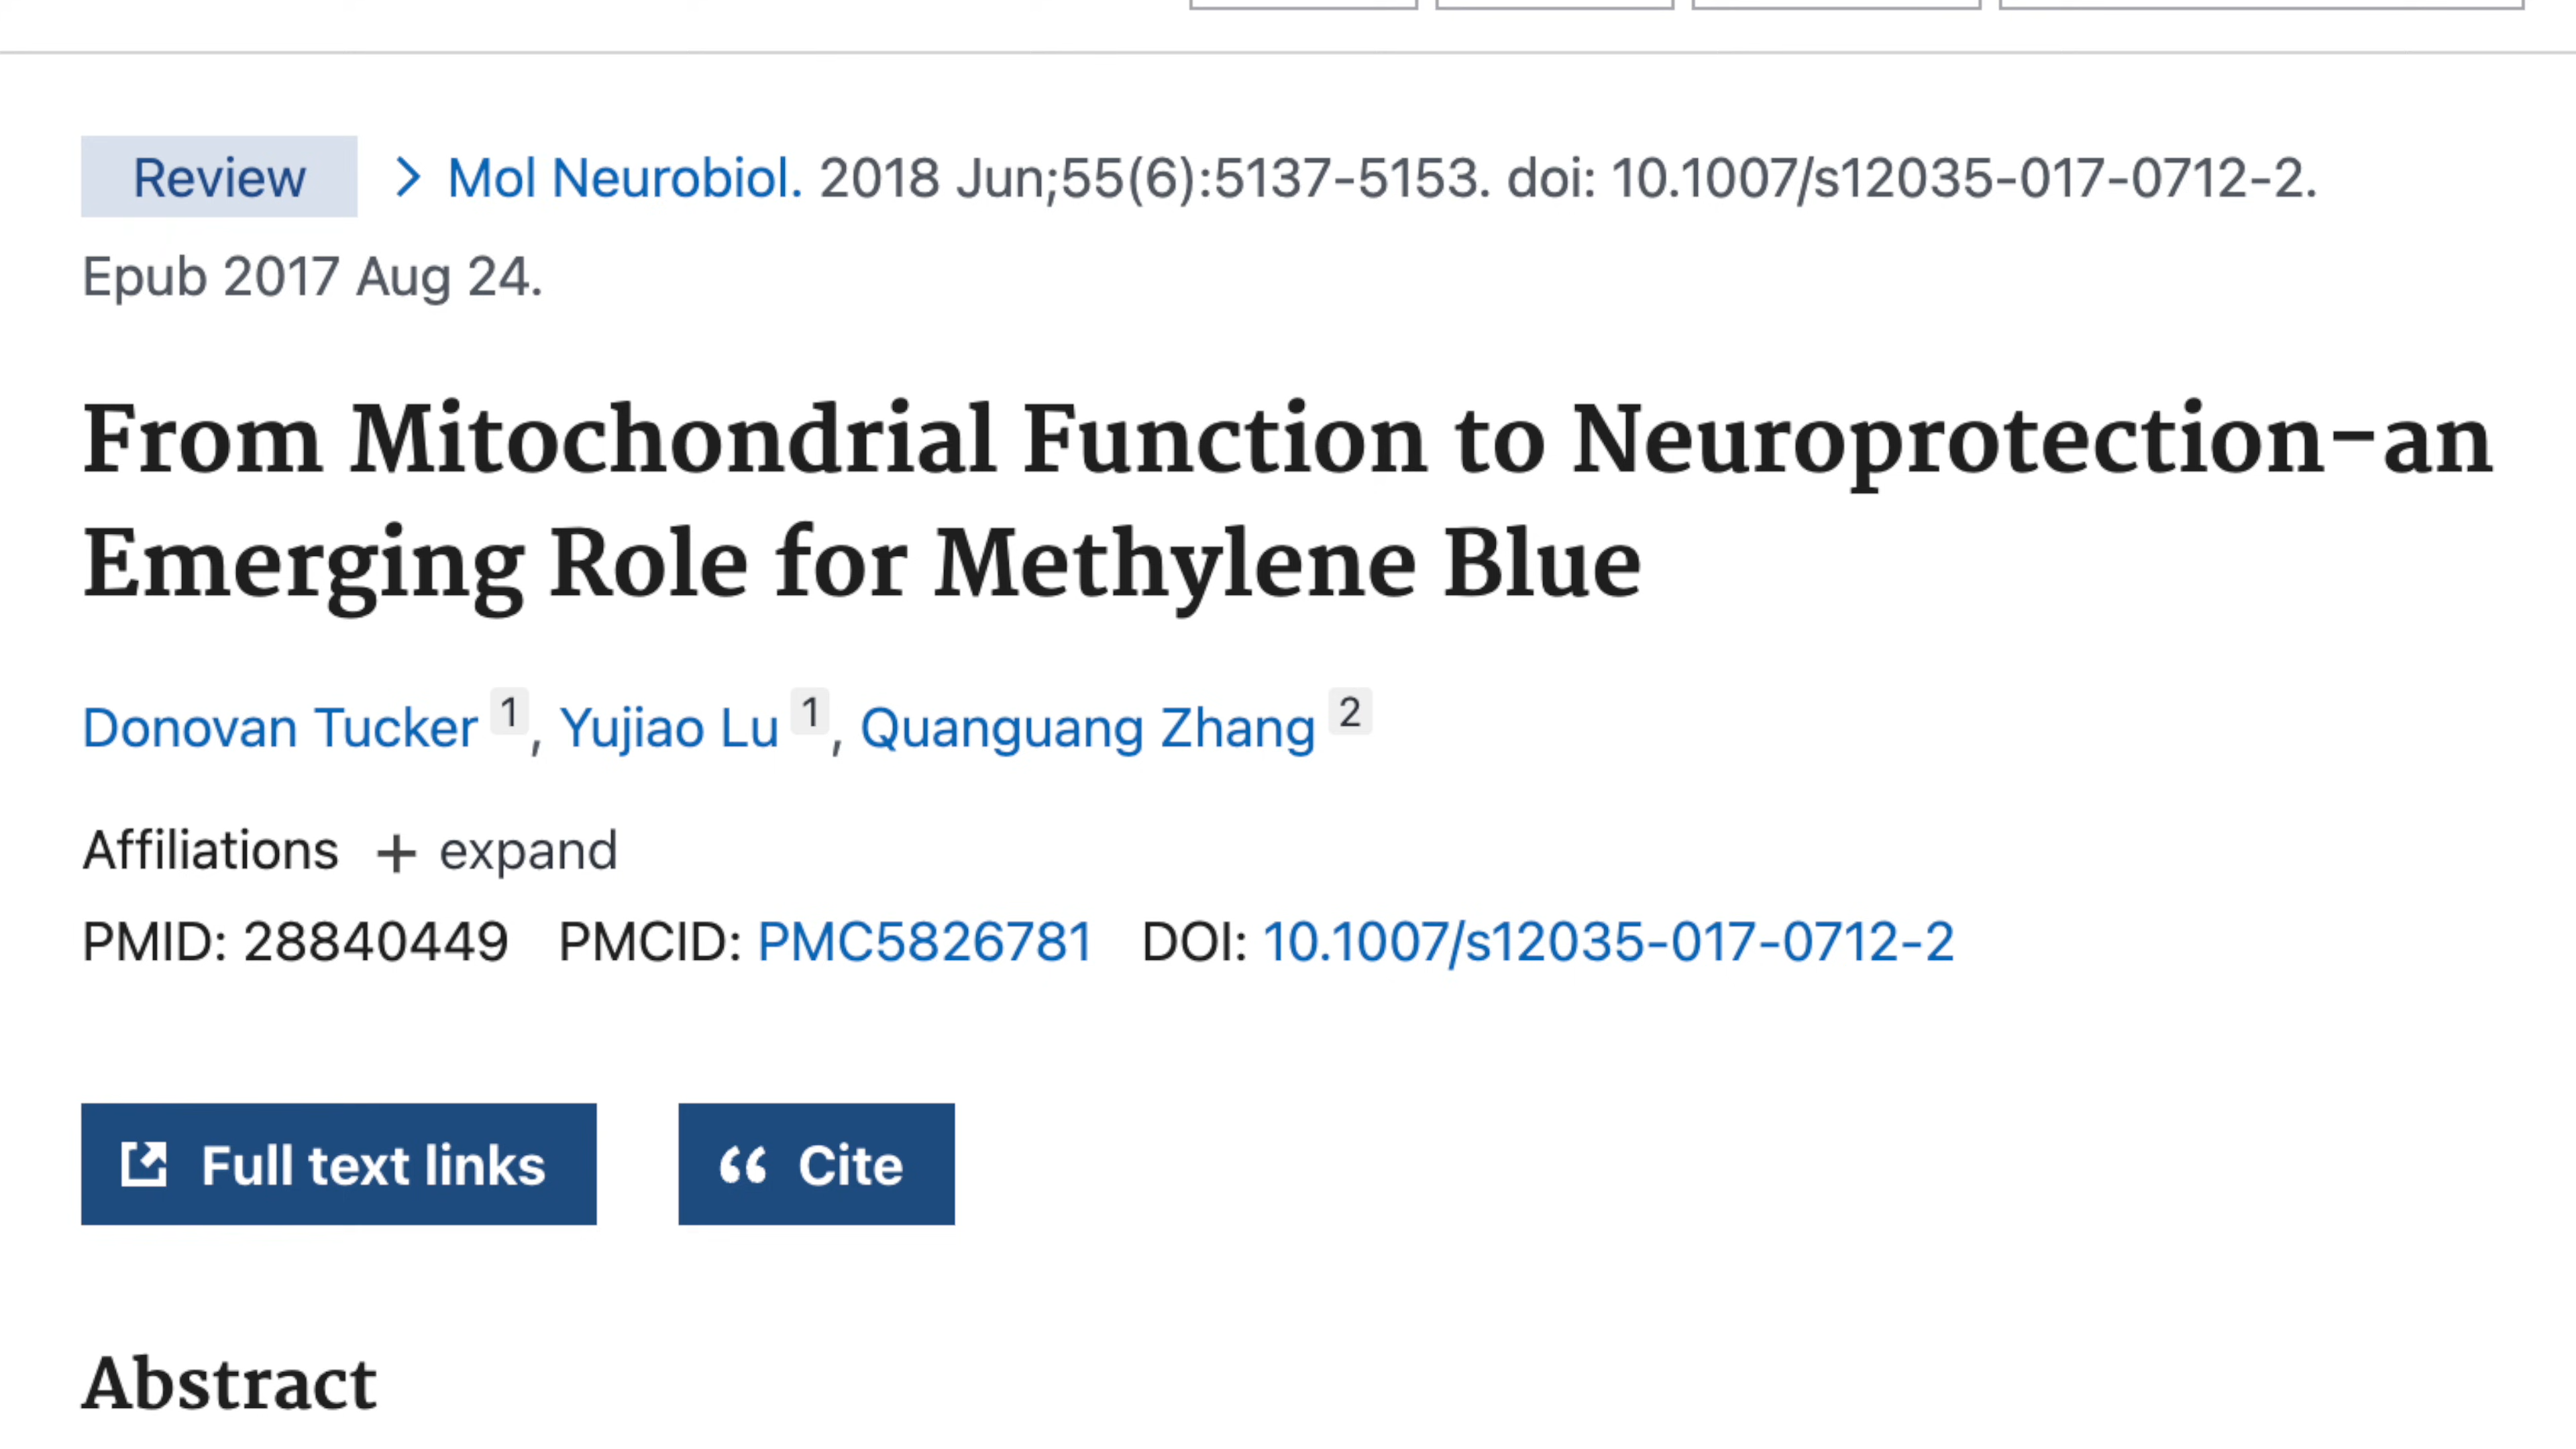 Review > Mol Neurobiol. 2018 Jun;55(6):5137-5153. doi: 10.1007/s12035-017-0712-2.
Epub 2017 Aug 24.
From Mitochondrial Function to Neuroprotection-an
Emerging Role for Methylene Blue
Donovan Tucker 1, Yujiao Lu 1, Quanguang Zhang 2
Affiliations + expand
PMID: 28840449 PMCID: PMC5826781 DOI: 10.1007/s12035-017-0712-2
Full text links “ Cite
Abstract